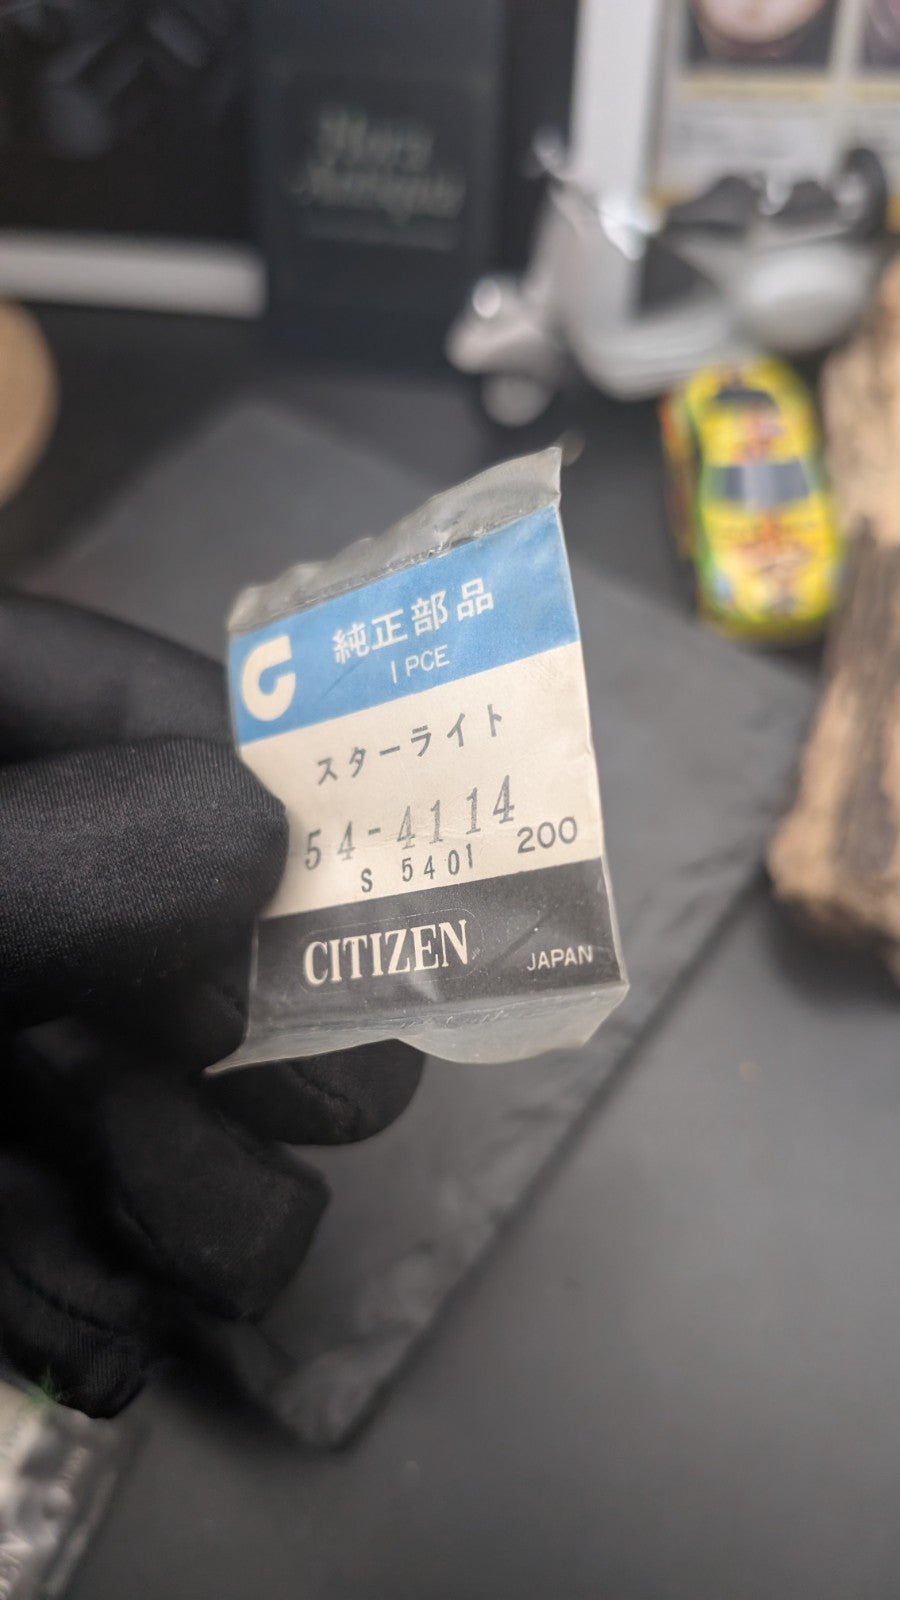 純正部品
1 PCE
スターライト
54-4114
S 5401 200
CITIZEN
JAPAN